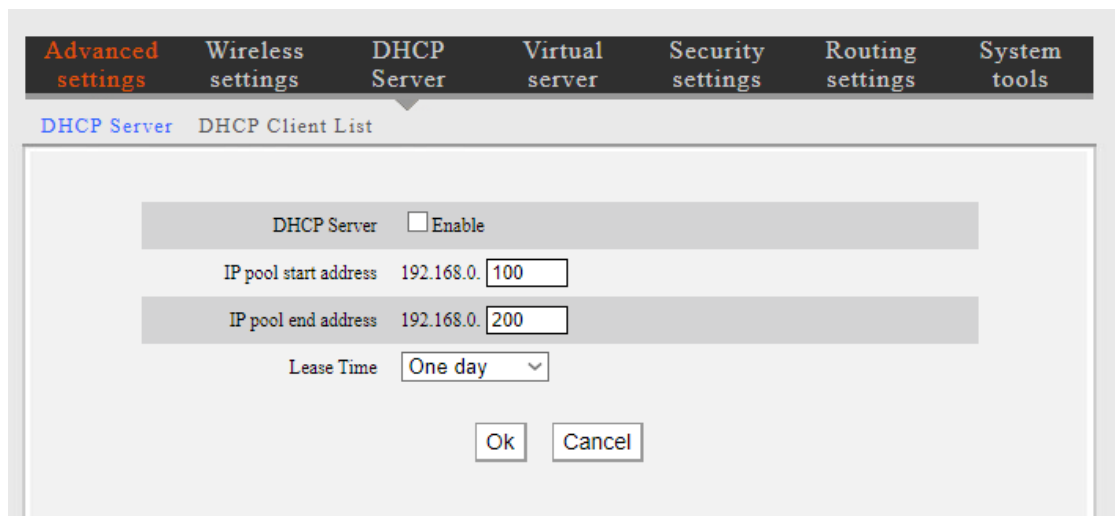 Advanced settings Wireless settings DHCP Server Virtual server Security settings Routing settings System tools
DHCP Server DHCP Client List
DHCP Server Enable
IP pool start address 192.168.0. 100
IP pool end address 192.168.0. 200
Lease Time One day
Ok Cancel